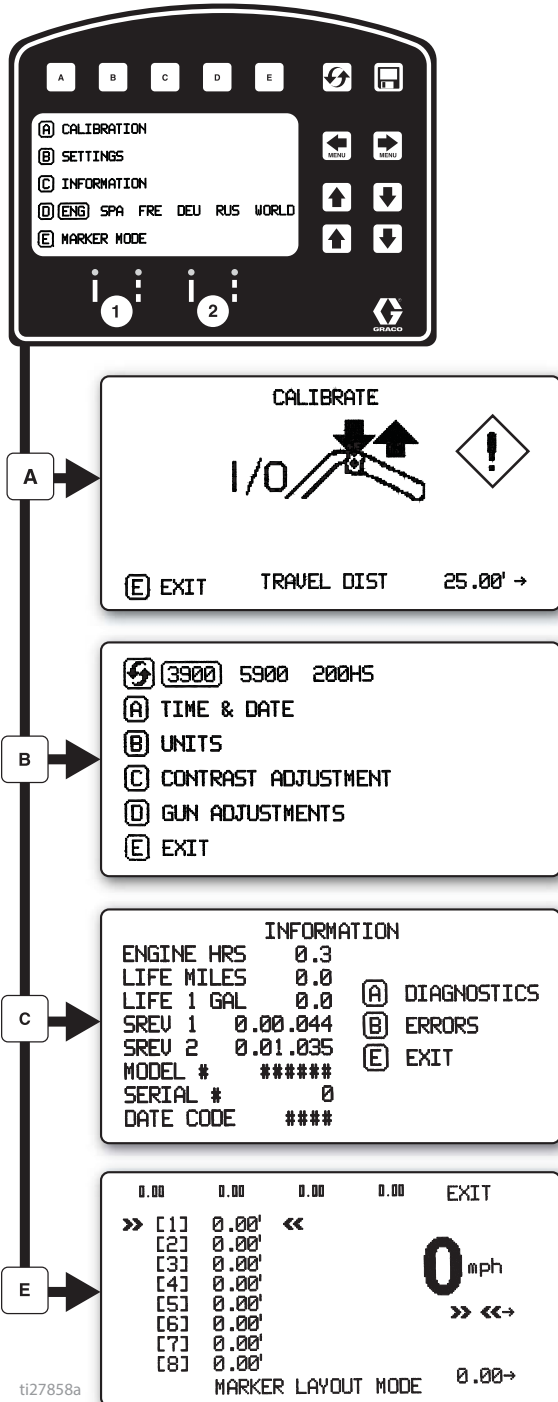 A B C D E
A CALIBRATION
B SETTINGS
C INFORMATION
D ENG SPA FRE DEU RUS WORLD
E MARKER MODE
MENU MENU
1 2
GRACO
A
CALIBRATE
I/O
!
E EXIT TRAVEL DIST 25.00' →
B
3900 5900 200HS
A TIME & DATE
B UNITS
C CONTRAST ADJUSTMENT
D GUN ADJUSTMENTS
E EXIT
C
INFORMATION
ENGINE HRS 0.3
LIFE MILES 0.0
LIFE 1 GAL 0.0
SREV 1 0.00.044
SREV 2 0.01.035
MODEL # ######
SERIAL # 0
DATE CODE ####
A DIAGNOSTICS
B ERRORS
E EXIT
E
0.00 0.00 0.00 0.00 EXIT
» [1] 0.00' «
[2] 0.00'
[3] 0.00'
[4] 0.00'
[5] 0.00'
[6] 0.00'
[7] 0.00'
[8] 0.00'
0 mph
» «→
MARKER LAYOUT MODE 0.00→
ti27858a